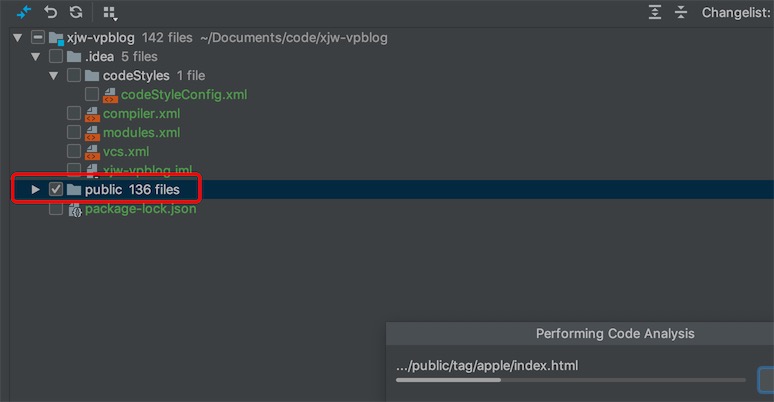 Changelist:
xjw-vpblog 142 files ~/Documents/code/xjw-vpblog
.idea 5 files
codeStyles 1 file
codeStyleConfig.xml
compiler.xml
modules.xml
vcs.xml
xjw-vpblog.iml
public 136 files
package-lock.json
Performing Code Analysis
.../public/tag/apple/index.html